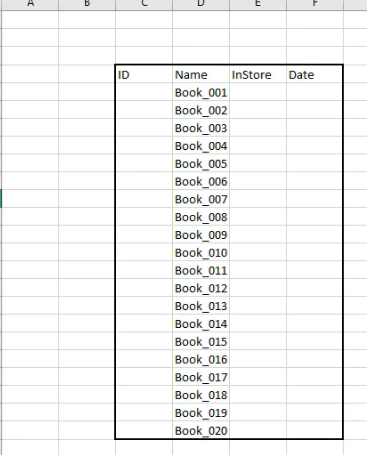 A B C D E F
ID Name InStore Date
Book_001
Book_002
Book_003
Book_004
Book_005
Book_006
Book_007
Book_008
Book_009
Book_010
Book_011
Book_012
Book_013
Book_014
Book_015
Book_016
Book_017
Book_018
Book_019
Book_020